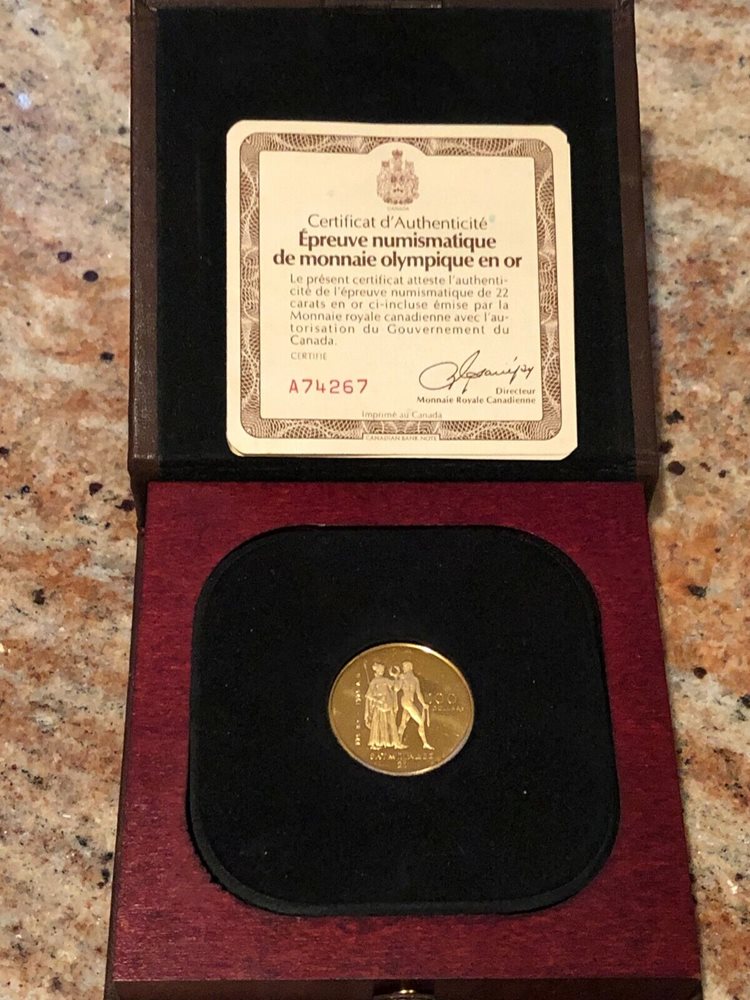 CANADA
Certificat d'Authenticité
Épreuve numismatique
de monnaie olympique en or
Le présent certificat atteste l'authenti-
cité de l'épreuve numismatique de 22
carats en or ci-incluse émise par la
Monnaie royale canadienne avec l'au-
torisation du Gouvernement du
Canada.
CERTIFIÉ
A74267
Directeur
Monnaie Royale Canadienne
Imprimé au Canada
CANADIAN BANK NOTE
100
DOLLARS